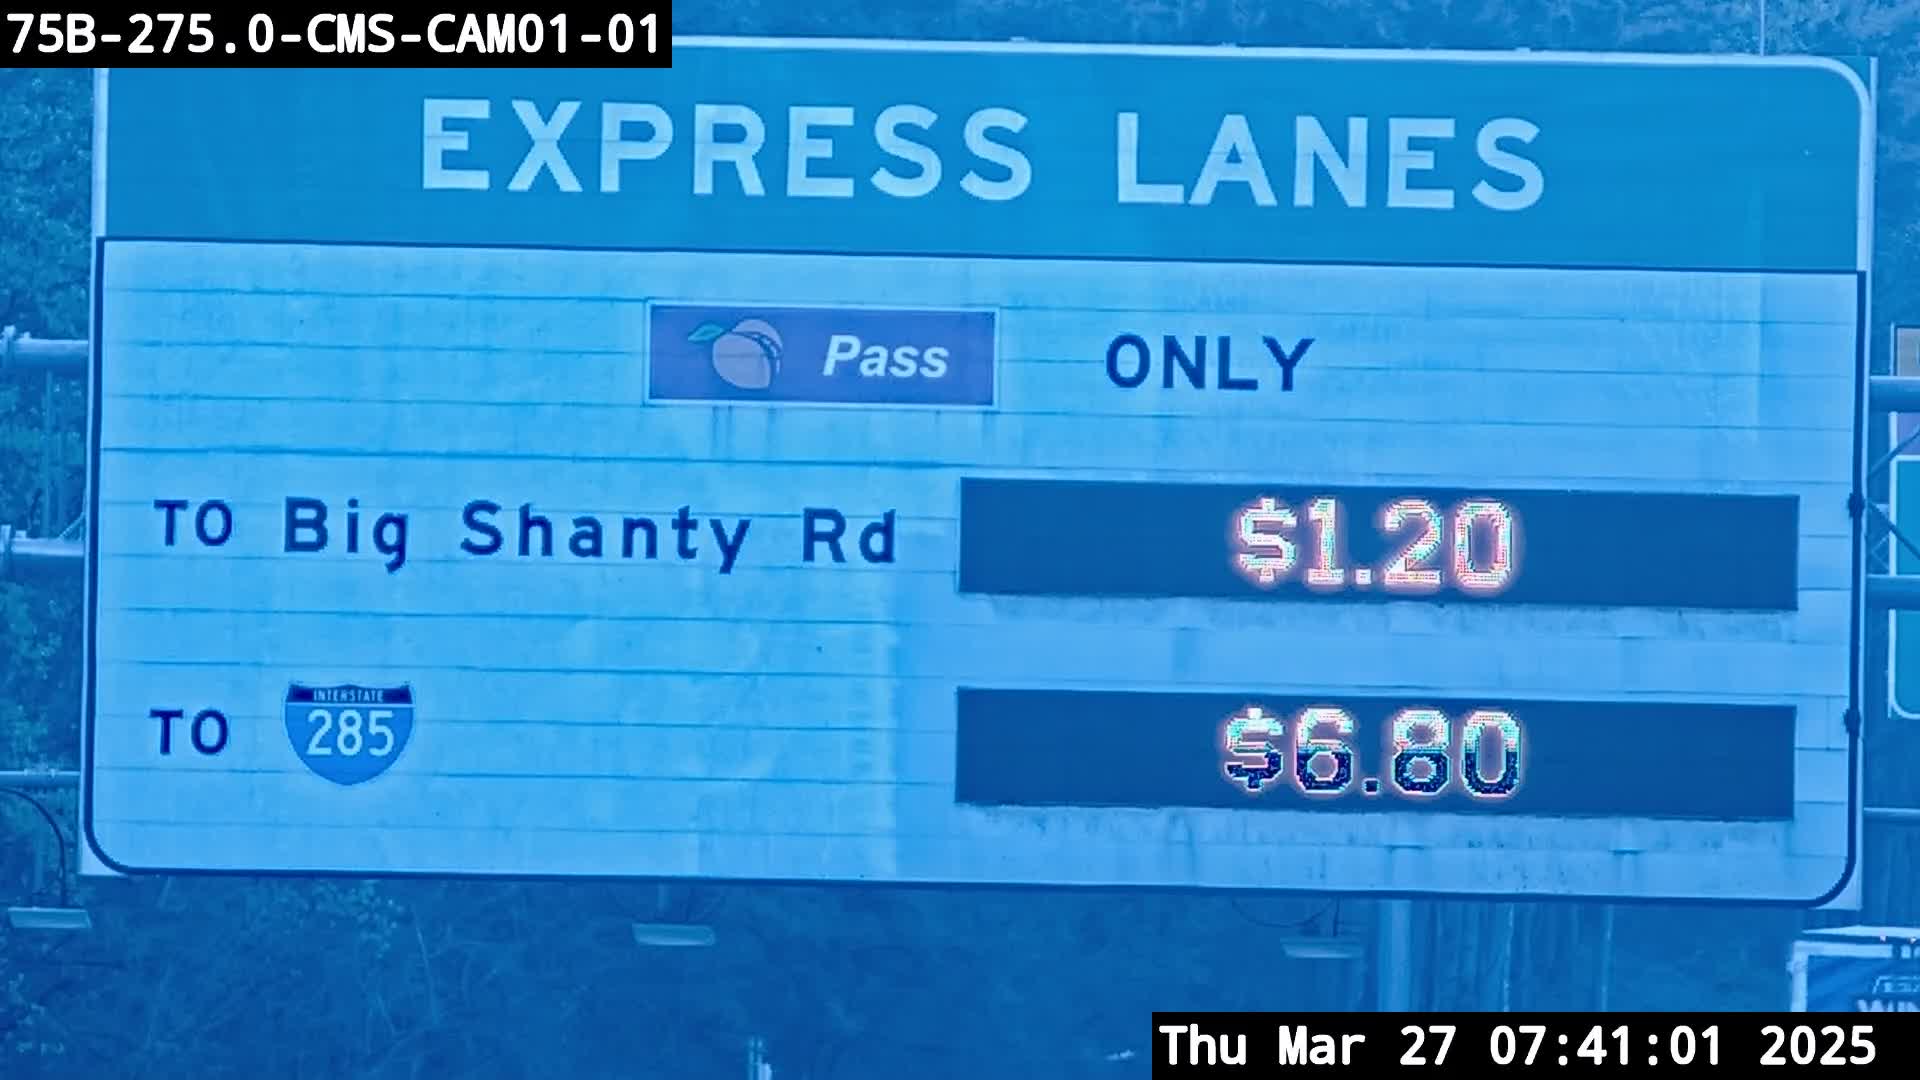 75B-275.0-CMS-CAM01-01
EXPRESS LANES
Pass ONLY
TO Big Shanty Rd $1.20
INTERSTATE
TO 285 $6.80
Thu Mar 27 07:41:01 2025